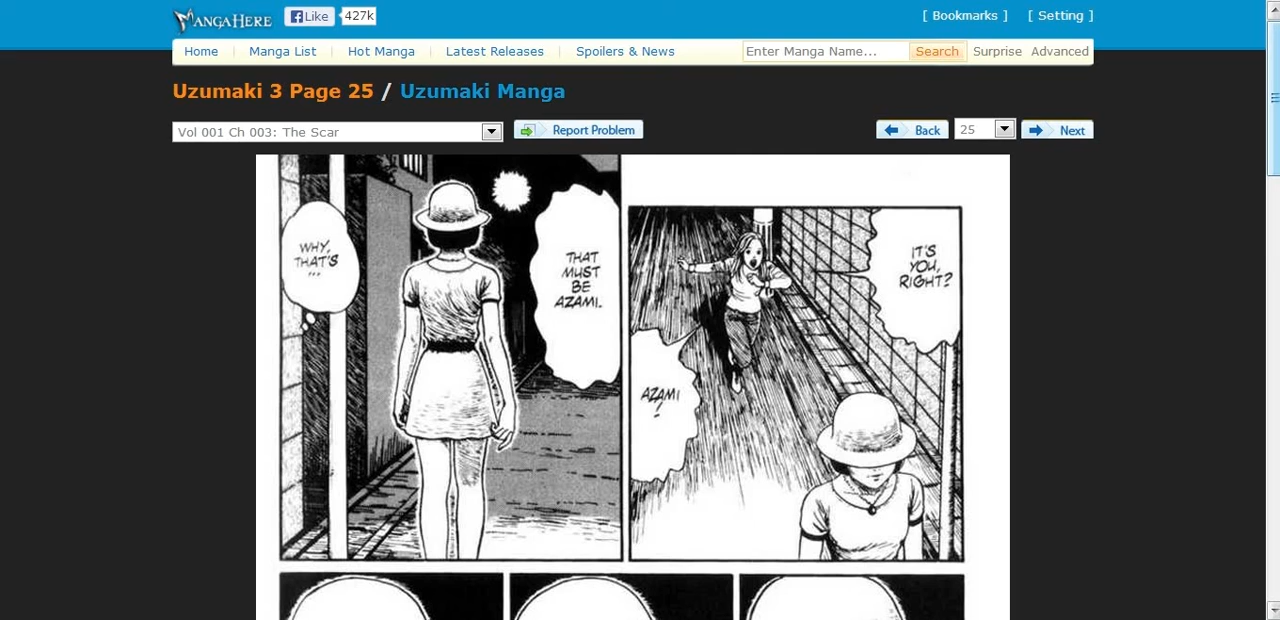 MANGAHERE
Like
427k
[ Bookmarks ]
[ Setting ]
Home
Manga List
Hot Manga
Latest Releases
Spoilers & News
Enter Manga Name...
Search
Surprise
Advanced
Uzumaki 3 Page 25 / Uzumaki Manga
Vol 001 Ch 003: The Scar
Report Problem
Back
25
Next
WHY,
THAT'S
...
THAT
MUST
BE
AZAMI.
IT'S
YOU,
RIGHT?
AZAMI
?